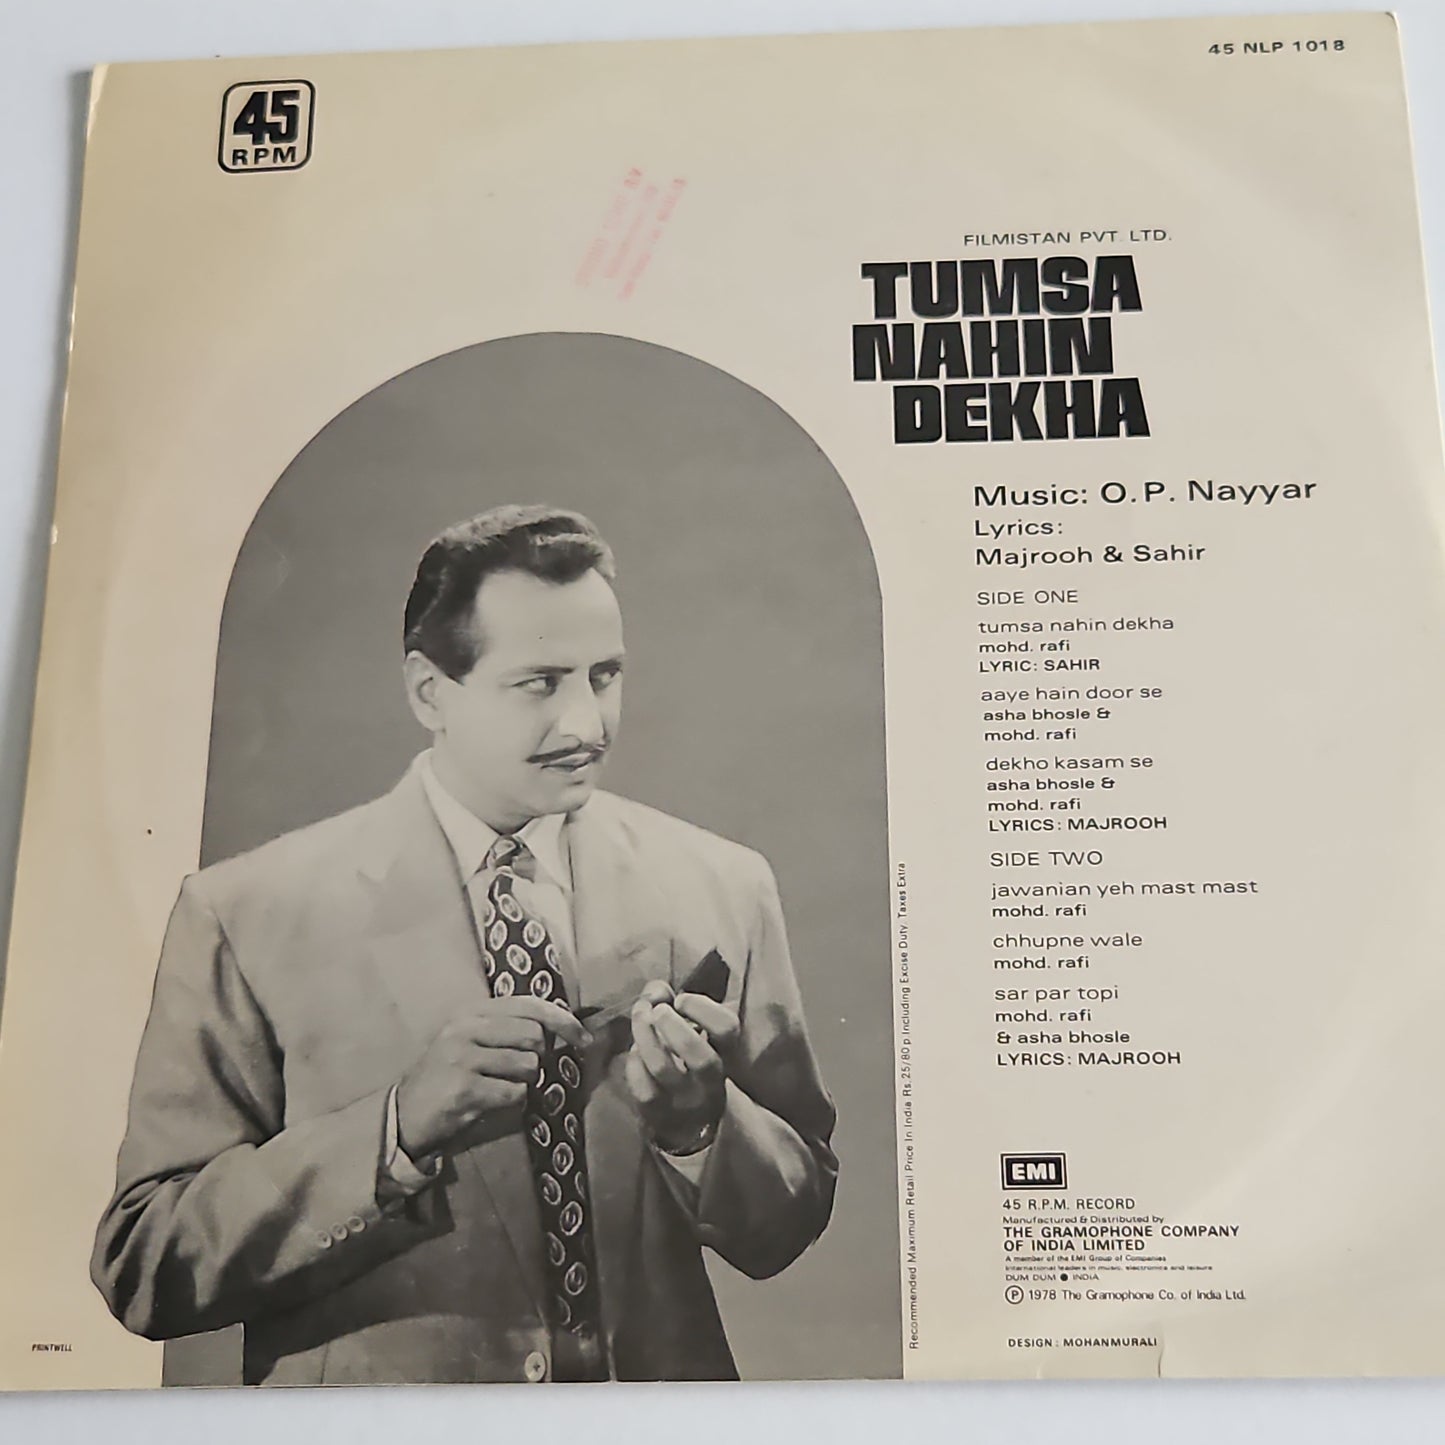 45 NLP 1018
45
RPM
FILMISTAN PVT. LTD.
TUMSA
NAHIN
DEKHA
Music: O.P. Nayyar
Lyrics:
Majrooh & Sahir
SIDE ONE
tumsa nahin dekha
mohd. rafi
LYRIC: SAHIR
aaye hain door se
asha bhosle &
mohd. rafi
dekho kasam se
asha bhosle &
mohd. rafi
LYRICS: MAJROOH
SIDE TWO
jawanian yeh mast mast
mohd. rafi
chhupne wale
mohd. rafi
sar par topi
mohd. rafi
& asha bhosle
LYRICS: MAJROOH
Recommended Maximum Retail Price In India Rs.25/80 p. Including Excise Duty. Taxes Extra
EMI
45 R.P.M. RECORD
Manufactured & Distributed by
THE GRAMOPHONE COMPANY
OF INDIA LIMITED
A member of the EMI Group of Companies
International leaders in music, electronics and leisure
DUM DUM ● INDIA
℗ 1978 The Gramophone Co. of India Ltd.
DESIGN : MOHANMURALI
PRINTWELL